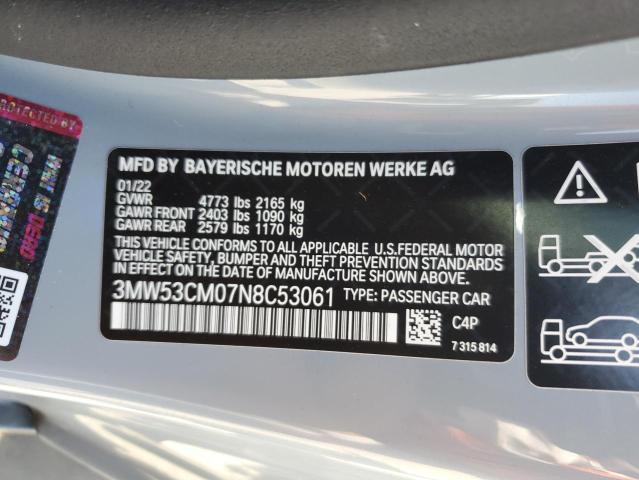 PROTECTED BY
MFD BY BAYERISCHE MOTOREN WERKE AG
01/22
GVWR 4773 lbs 2165 kg
GAWR FRONT 2403 lbs 1090 kg
GAWR REAR 2579 lbs 1170 kg
THIS VEHICLE CONFORMS TO ALL APPLICABLE U.S.FEDERAL MOTOR
VEHICLE SAFETY, BUMPER AND THEFT PREVENTION STANDARDS
IN EFFECT ON THE DATE OF MANUFACTURE SHOWN ABOVE.
3MW53CM07N8C53061 TYPE: PASSENGER CAR
C4P
7 315 814